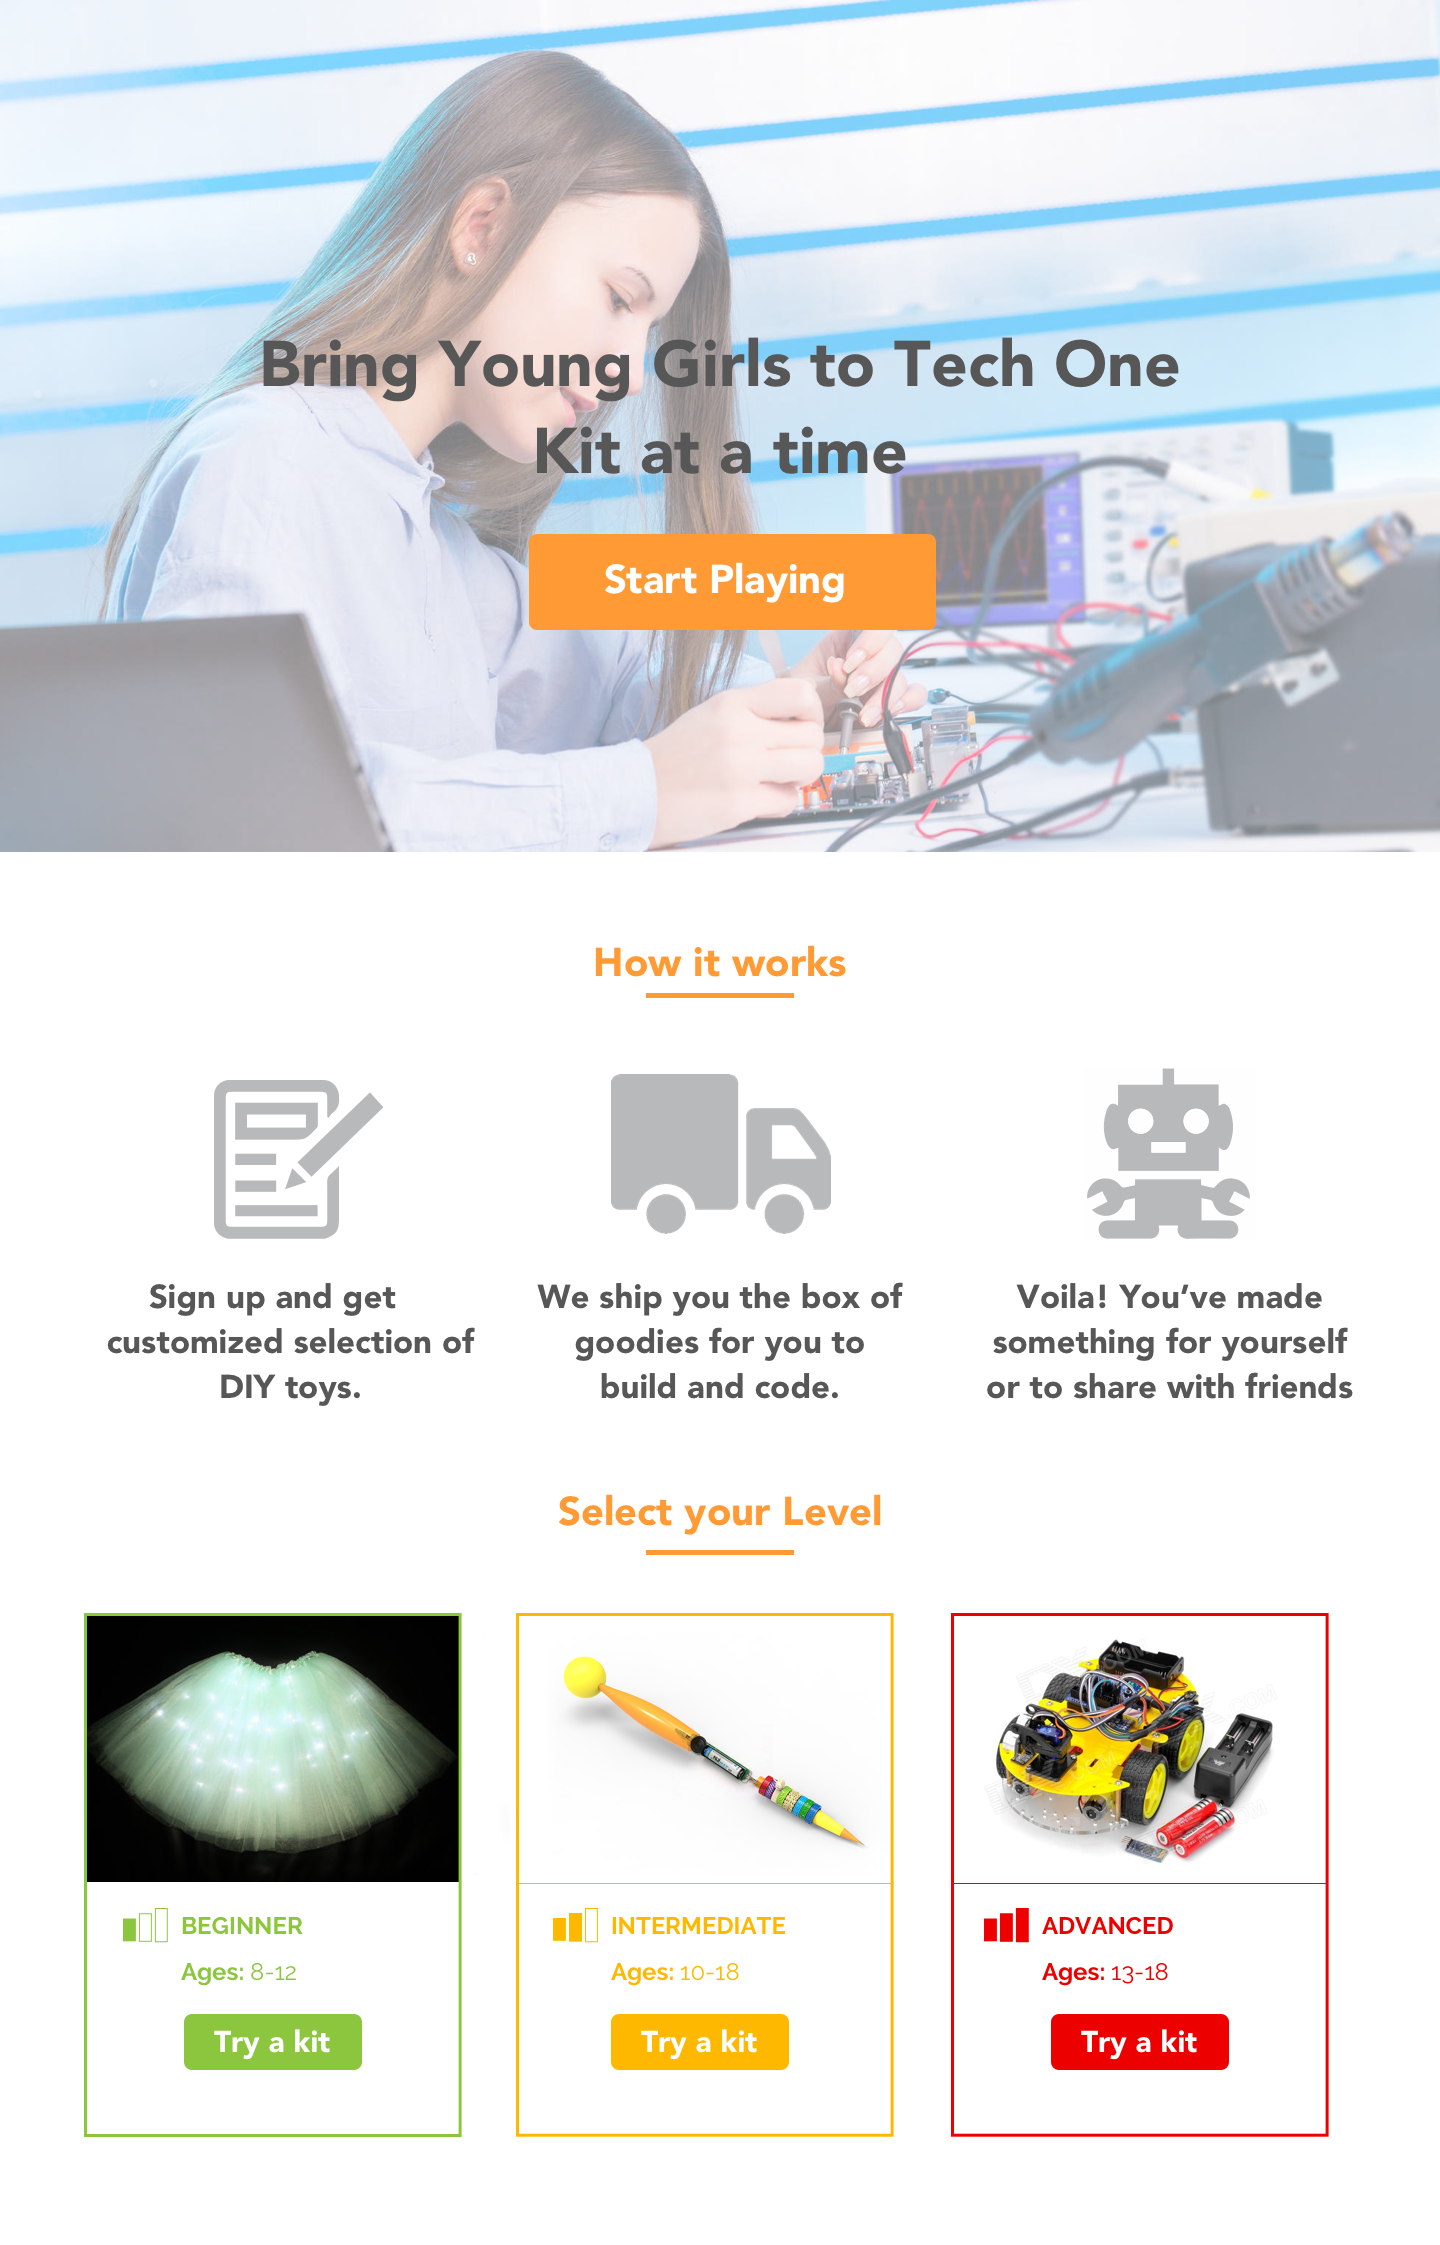 Bring Young Girls to Tech One
Kit at a time
Start Playing
How it works
Sign up and get
customized selection of
DIY toys.
We ship you the box of
goodies for you to
build and code.
Voila! You’ve made
something for yourself
or to share with friends
Select your Level
BEGINNER
Ages: 8-12
Try a kit
INTERMEDIATE
Ages: 10-18
Try a kit
ADVANCED
Ages: 13-18
Try a kit